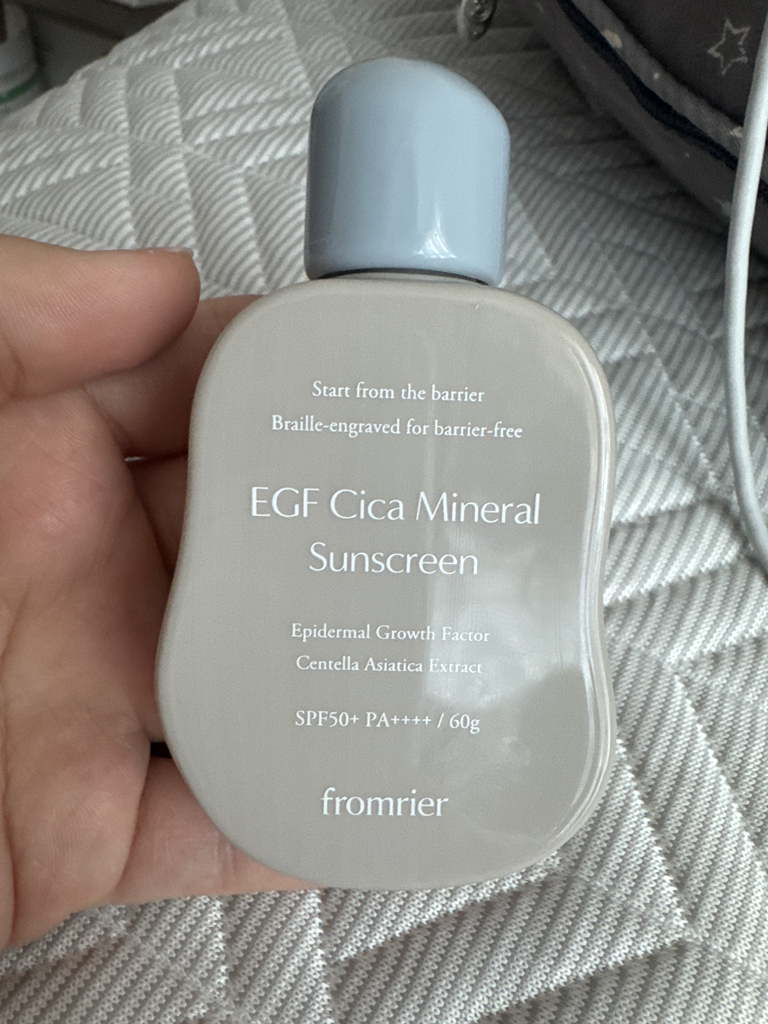 Start from the barrier
Braille-engraved for barrier-free
EGF Cica Mineral
Sunscreen
Epidermal Growth Factor
Centella Asiatica Extract
SPF50+ PA++++ / 60g
fromrier